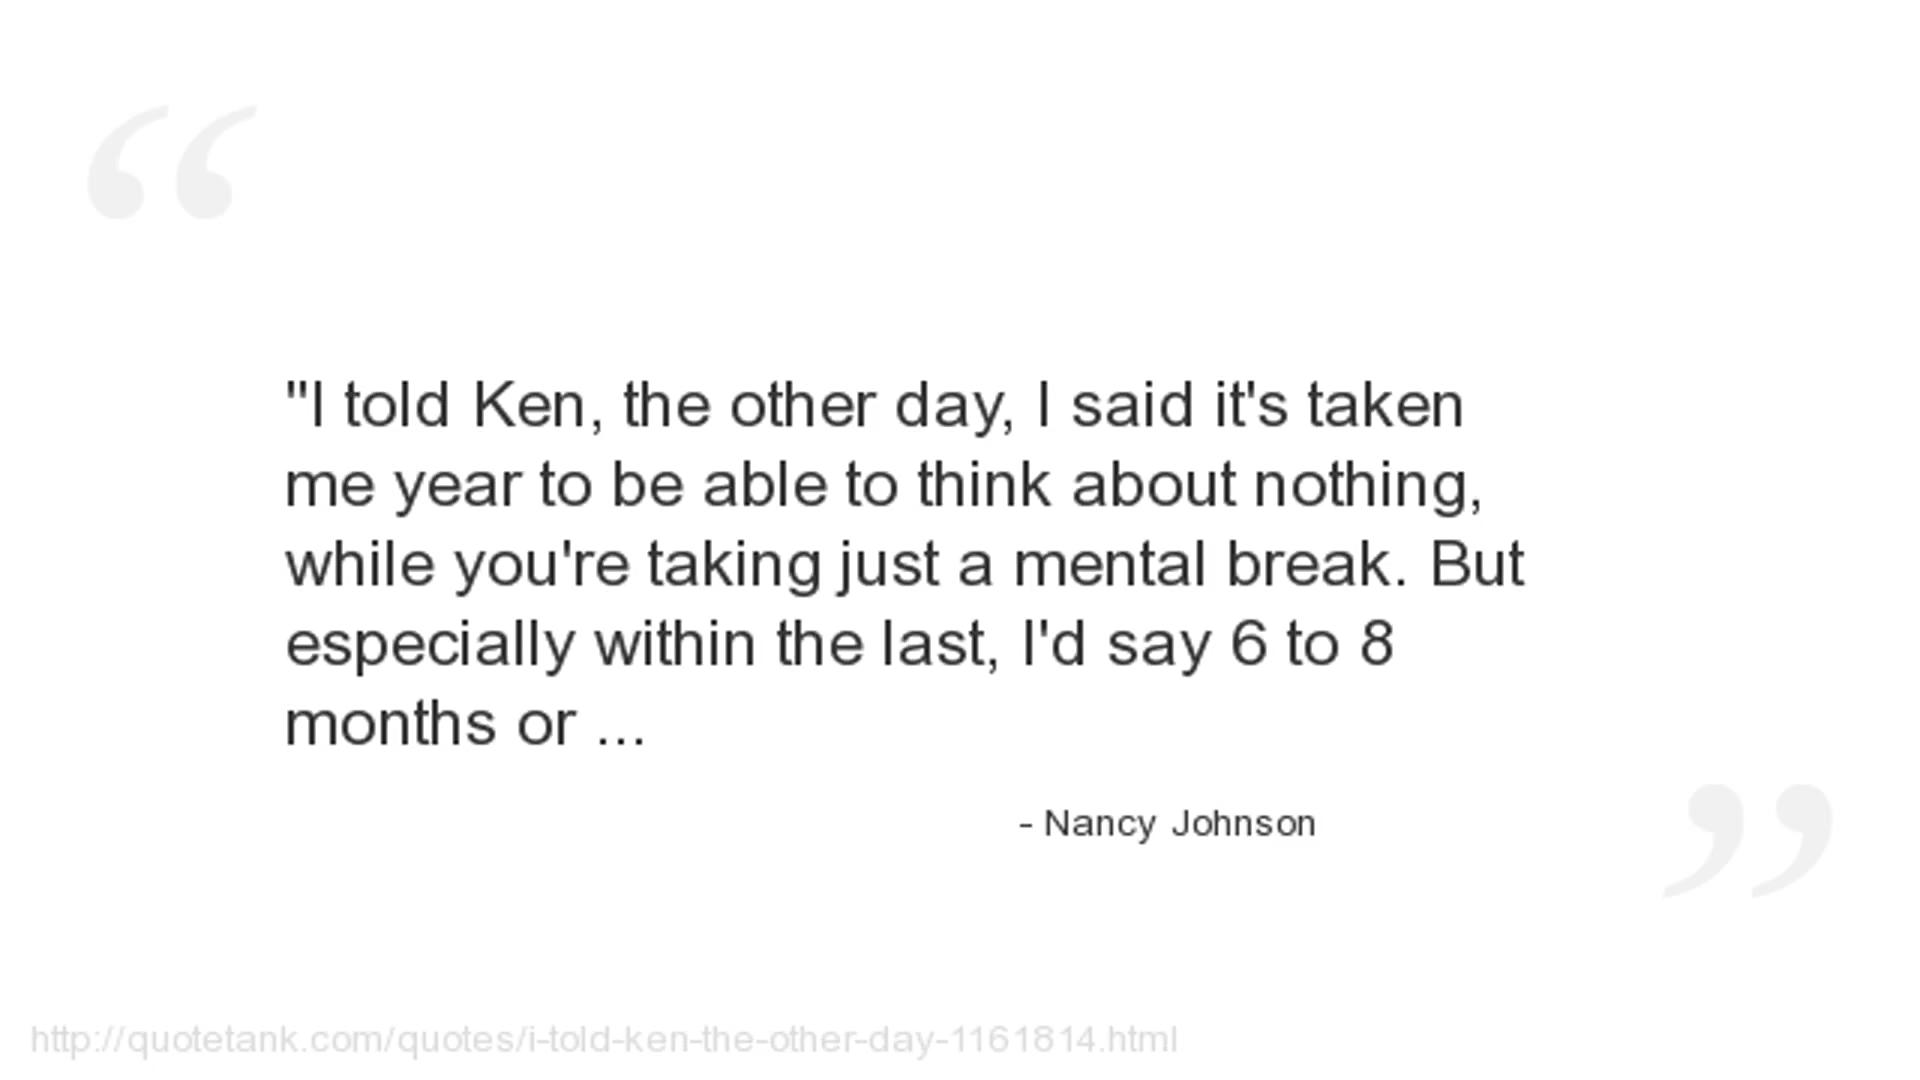 "I told Ken, the other day, I said it's taken
me year to be able to think about nothing,
while you're taking just a mental break. But
especially within the last, I'd say 6 to 8
months or ...
- Nancy Johnson
http://quotetank.com/quotes/i-told-ken-the-other-day-1161814.html